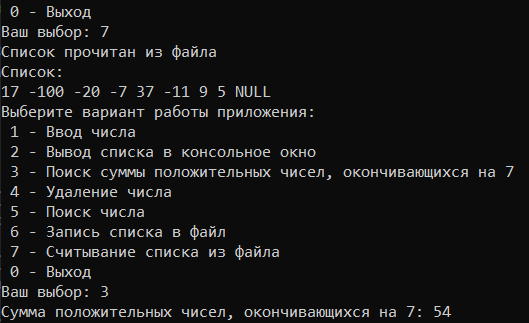 0 - Выход
Ваш выбор: 7
Список прочитан из файла
Список:
17 -100 -20 -7 37 -11 9 5 NULL
Выберите вариант работы приложения:
1 - Ввод числа
2 - Вывод списка в консольное окно
3 - Поиск суммы положительных чисел, окончивающихся на 7
4 - Удаление числа
5 - Поиск числа
6 - Запись списка в файл
7 - Считывание списка из файла
0 - Выход
Ваш выбор: 3
Сумма положительных чисел, окончивающихся на 7: 54